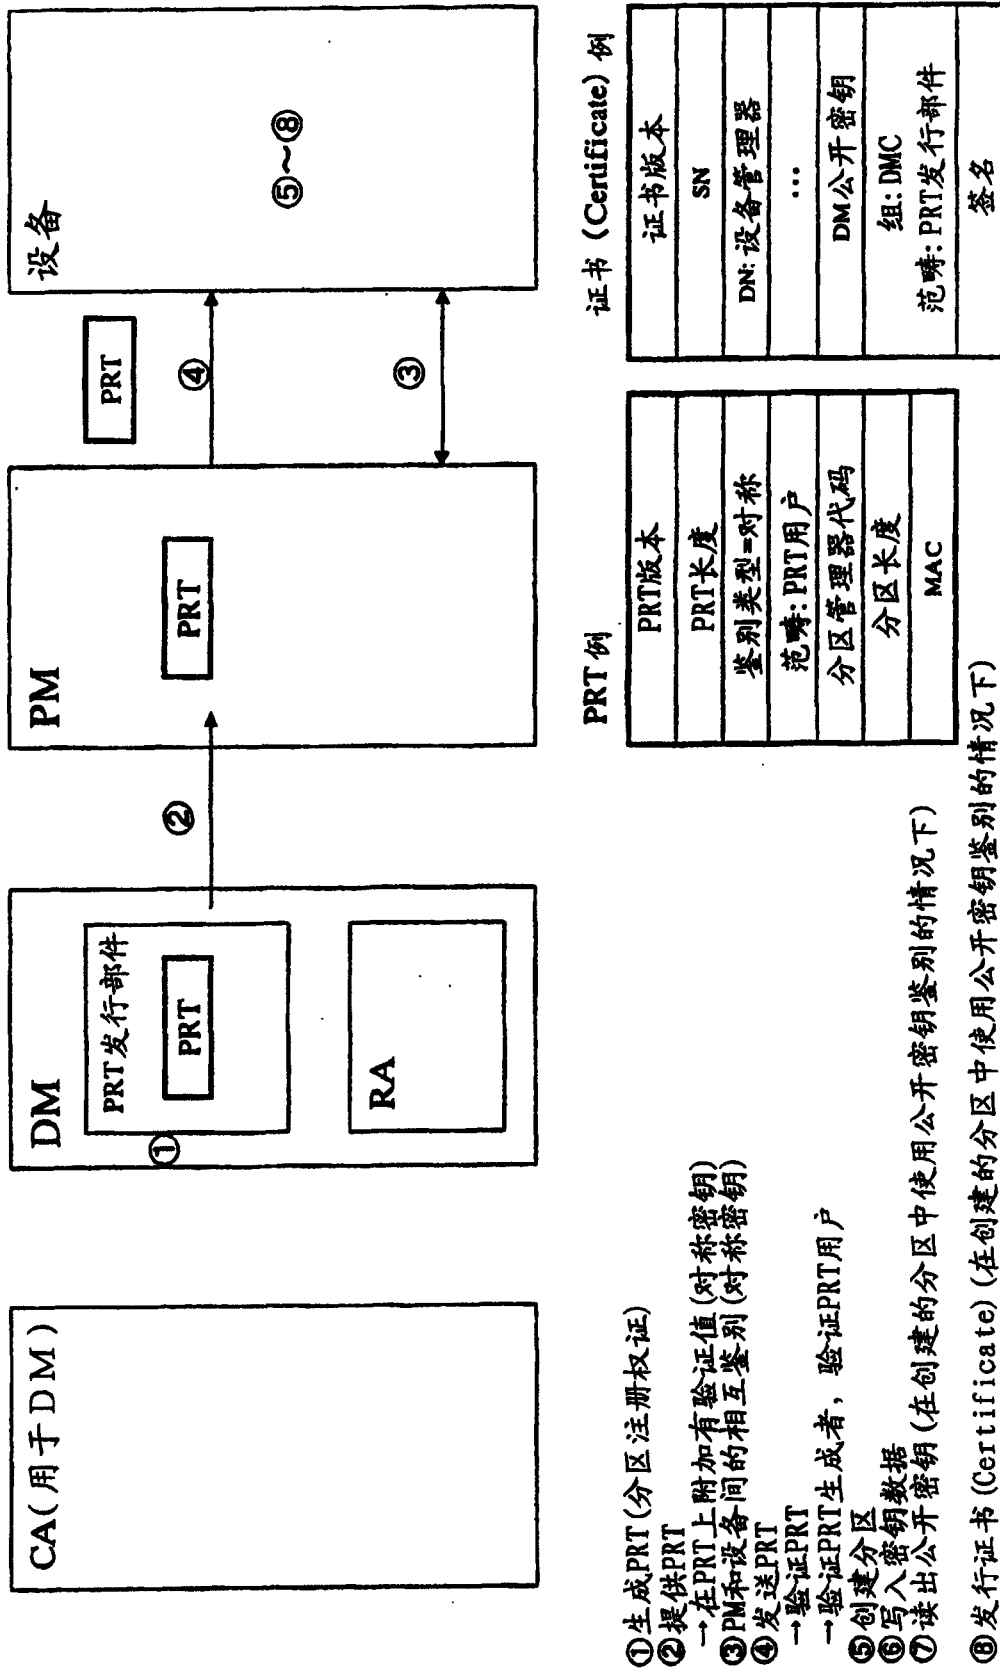 CA(用于DM)
DM
①
PRT发行部件
PRT
RA
②
PM
PRT
PRT
④
③
设备
⑤～⑧
①生成PRT(分区注册权证)
②提供PRT
→在PRT上附加有验证值(对称密钥)
③PM和设备间的相互鉴别(对称密钥)
④发送PRT
→验证PRT
→验证PRT生成者，验证PRT用户
⑤创建分区
⑥写入密钥数据
⑦读出公开密钥(在创建的分区中使用公开密钥鉴别的情况下)
⑧发行证书(Certificate)(在创建的分区中使用公开密钥鉴别的情况下)
PRT例
PRT版本
PRT长度
鉴别类型=对称
范畴:PRT用户
分区管理器代码
分区长度
MAC
证书(Certificate)例
证书版本
SN
DN:设备管理器
…
DM公开密钥
组:DMC
范畴:PRT发行部件
签名